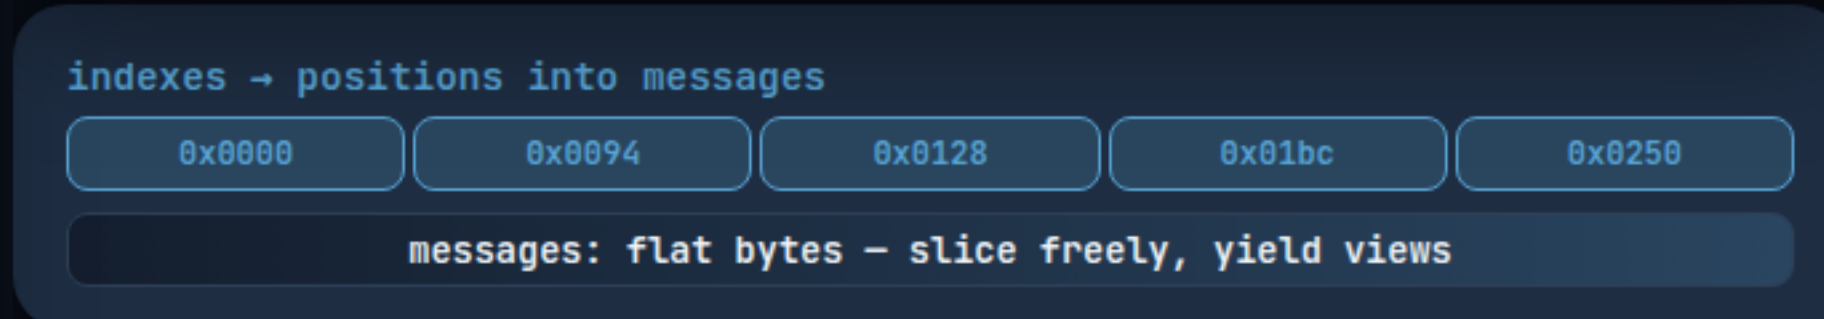 indexes → positions into messages
0x0000 0x0094 0x0128 0x01bc 0x0250
messages: flat bytes — slice freely, yield views